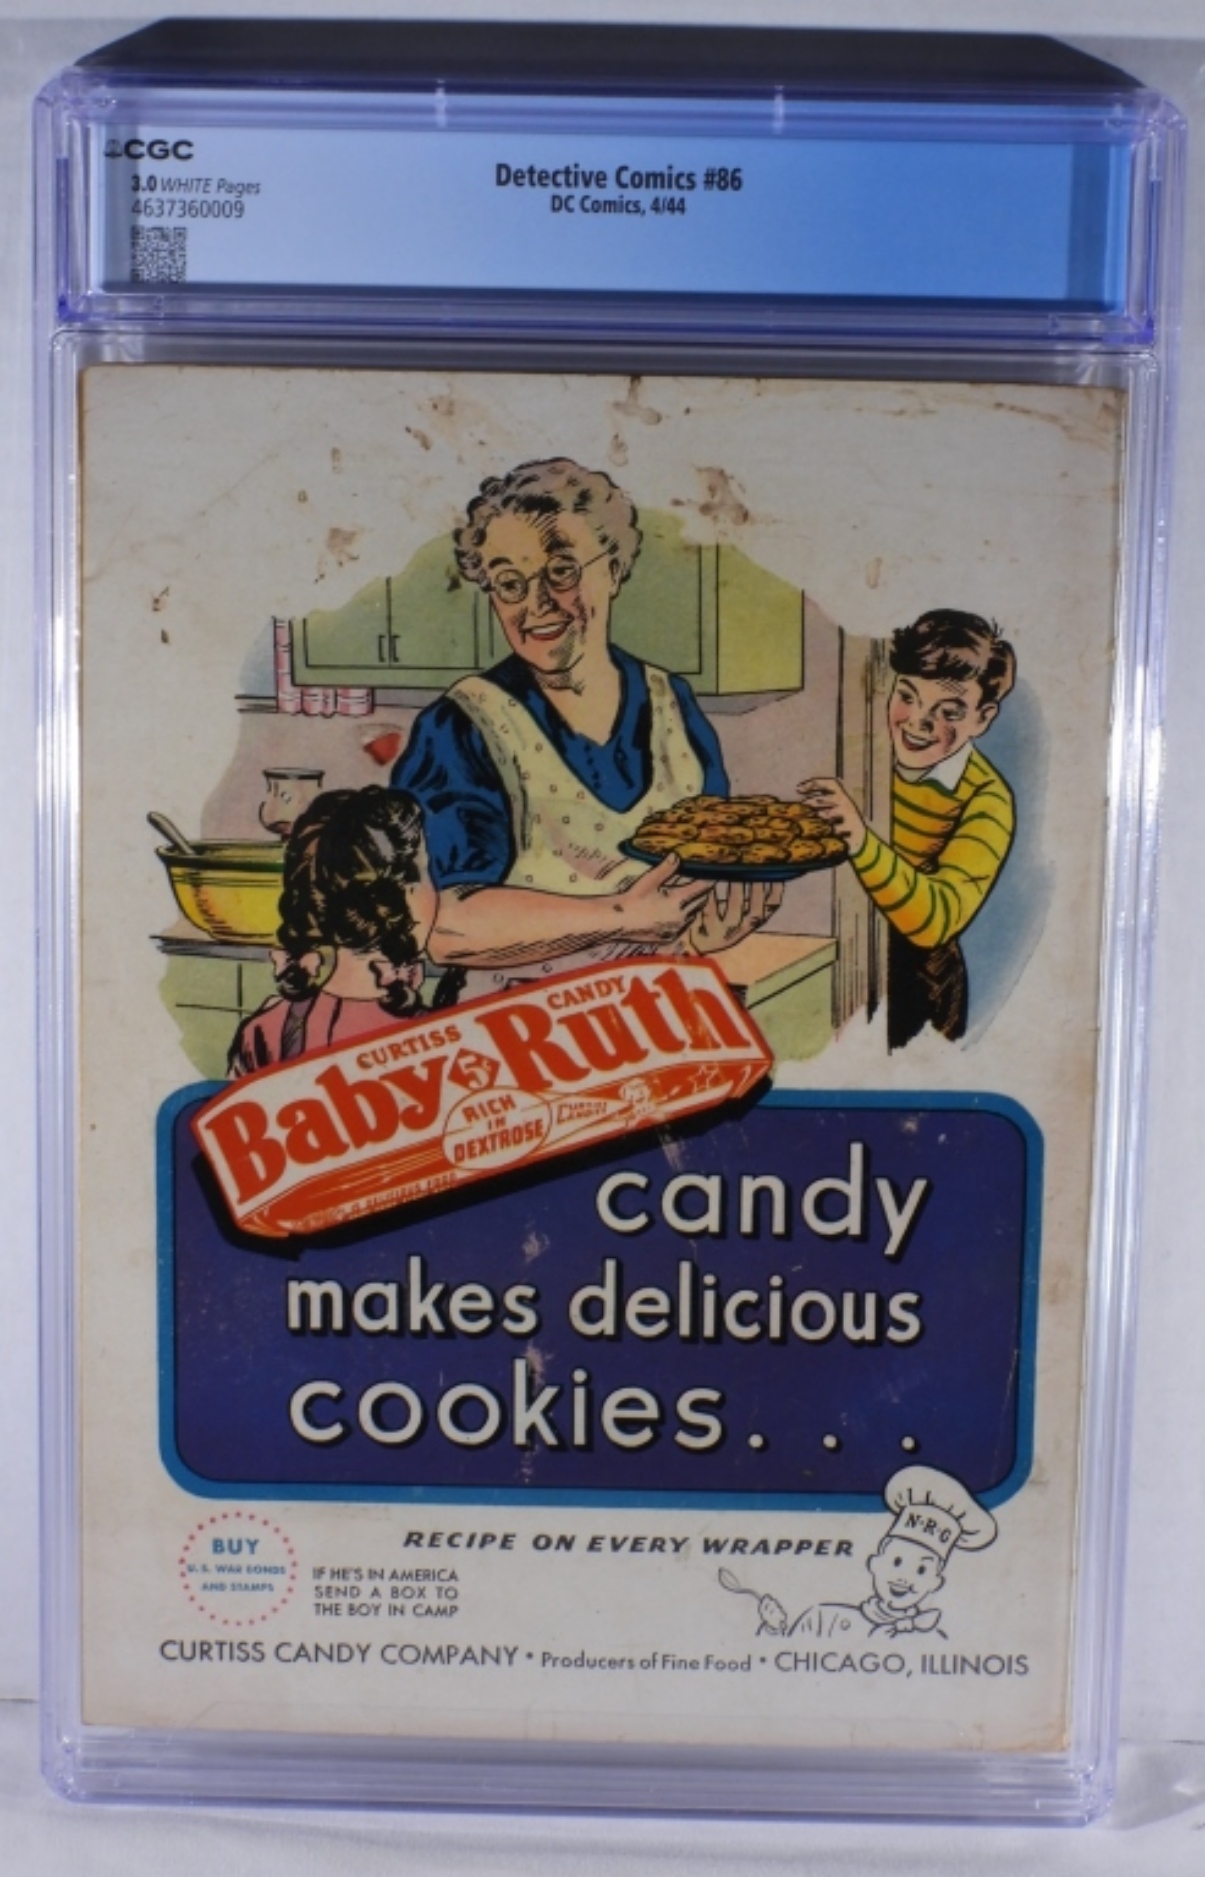 CGC
3.0 WHITE Pages
4637360009
Detective Comics #86
DC Comics, 4/44
CURTISS CANDY
Baby Ruth
5¢
RICH
IN
DEXTROSE
CURTISS
candy
makes delicious
cookies. . .
N-R-G
RECIPE ON EVERY WRAPPER
BUY
U.S. WAR BONDS
AND STAMPS
IF HE'S IN AMERICA
SEND A BOX TO
THE BOY IN CAMP
CURTISS CANDY COMPANY • Producers of Fine Food • CHICAGO, ILLINOIS